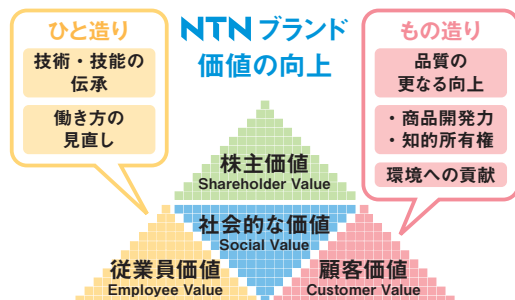 ひと造り
技術・技能の
伝承
働き方の
見直し
NTN ブランド
価値の向上
もの造り
品質の
更なる向上
・商品開発力
・知的所有権
環境への貢献
株主価値
Shareholder Value
社会的な価値
Social Value
従業員価値
Employee Value
顧客価値
Customer Value